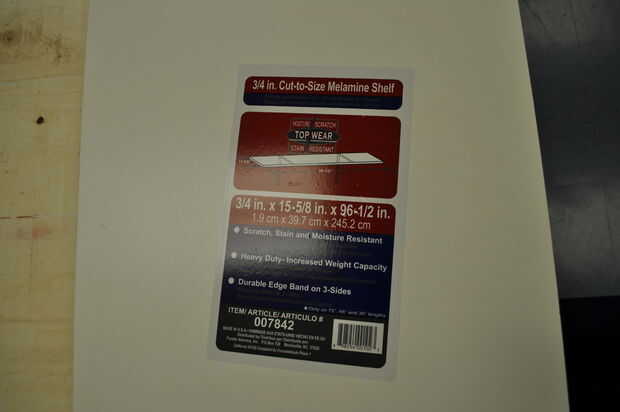 3/4 in. Cut-to-Size Melamine Shelf
MOISTURE SCRATCH
TOP WEAR
STAIN RESISTANT
3/4 in. x 15-5/8 in. x 96-1/2 in.
1.9 cm x 39.7 cm x 245.2 cm
Scratch, Stain and Moisture Resistant
Heavy Duty- Increased Weight Capacity
Durable Edge Band on 3-Sides
ITEM/ ARTICLE/ ARTICULO #
007842